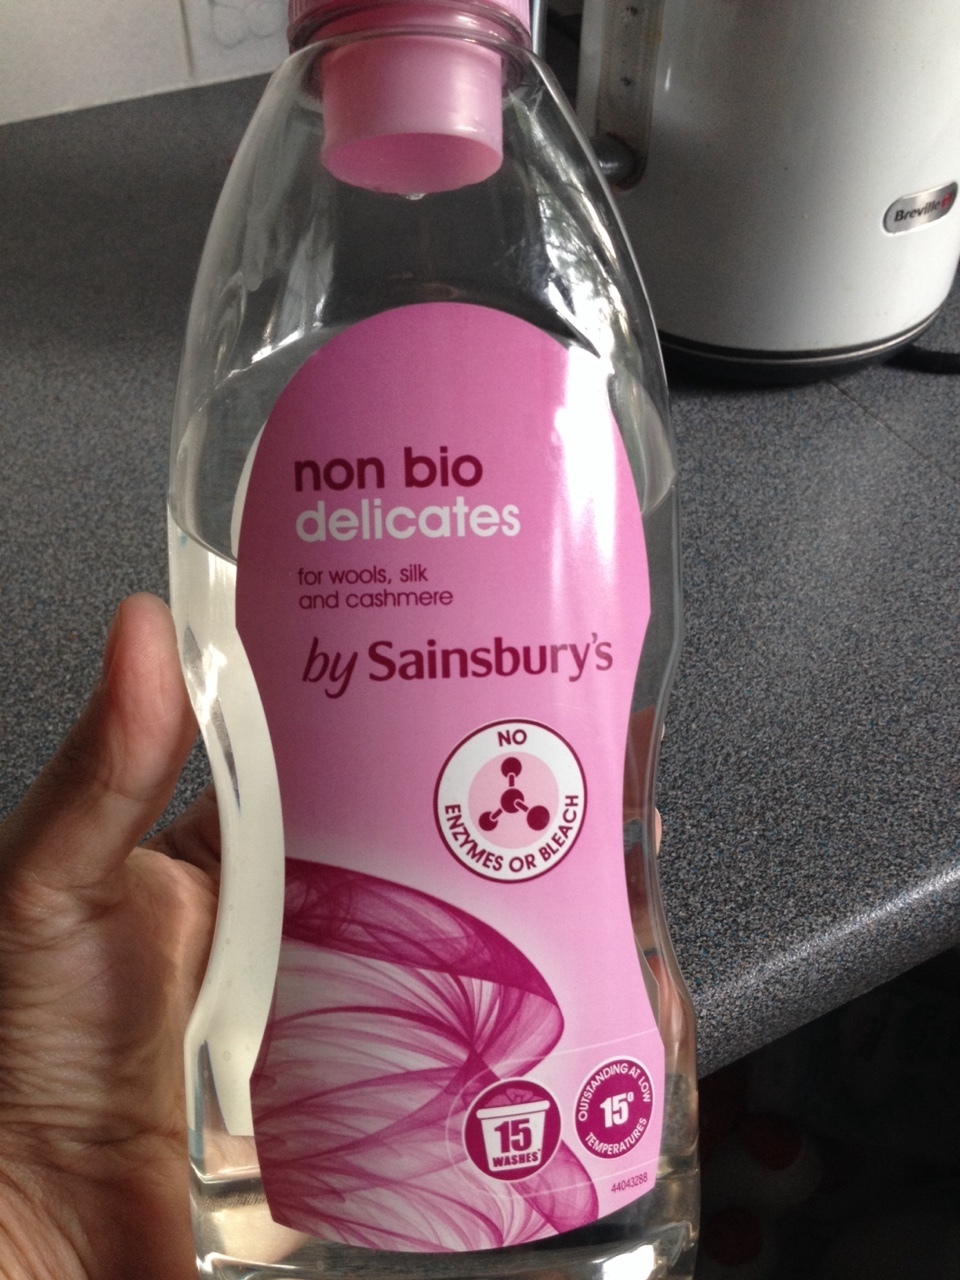 Breville
non bio
delicates
for wools, silk
and cashmere
by Sainsbury's
NO
ENZYMES OR BLEACH
OUTSTANDING AT LOW
15°
TEMPERATURES
15
WASHES*
44043288